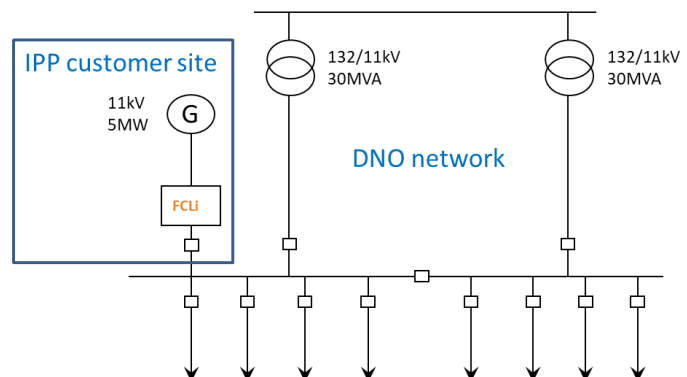 IPP customer site
11kV
5MW
G
FCLi
132/11kV
30MVA
132/11kV
30MVA
DNO network